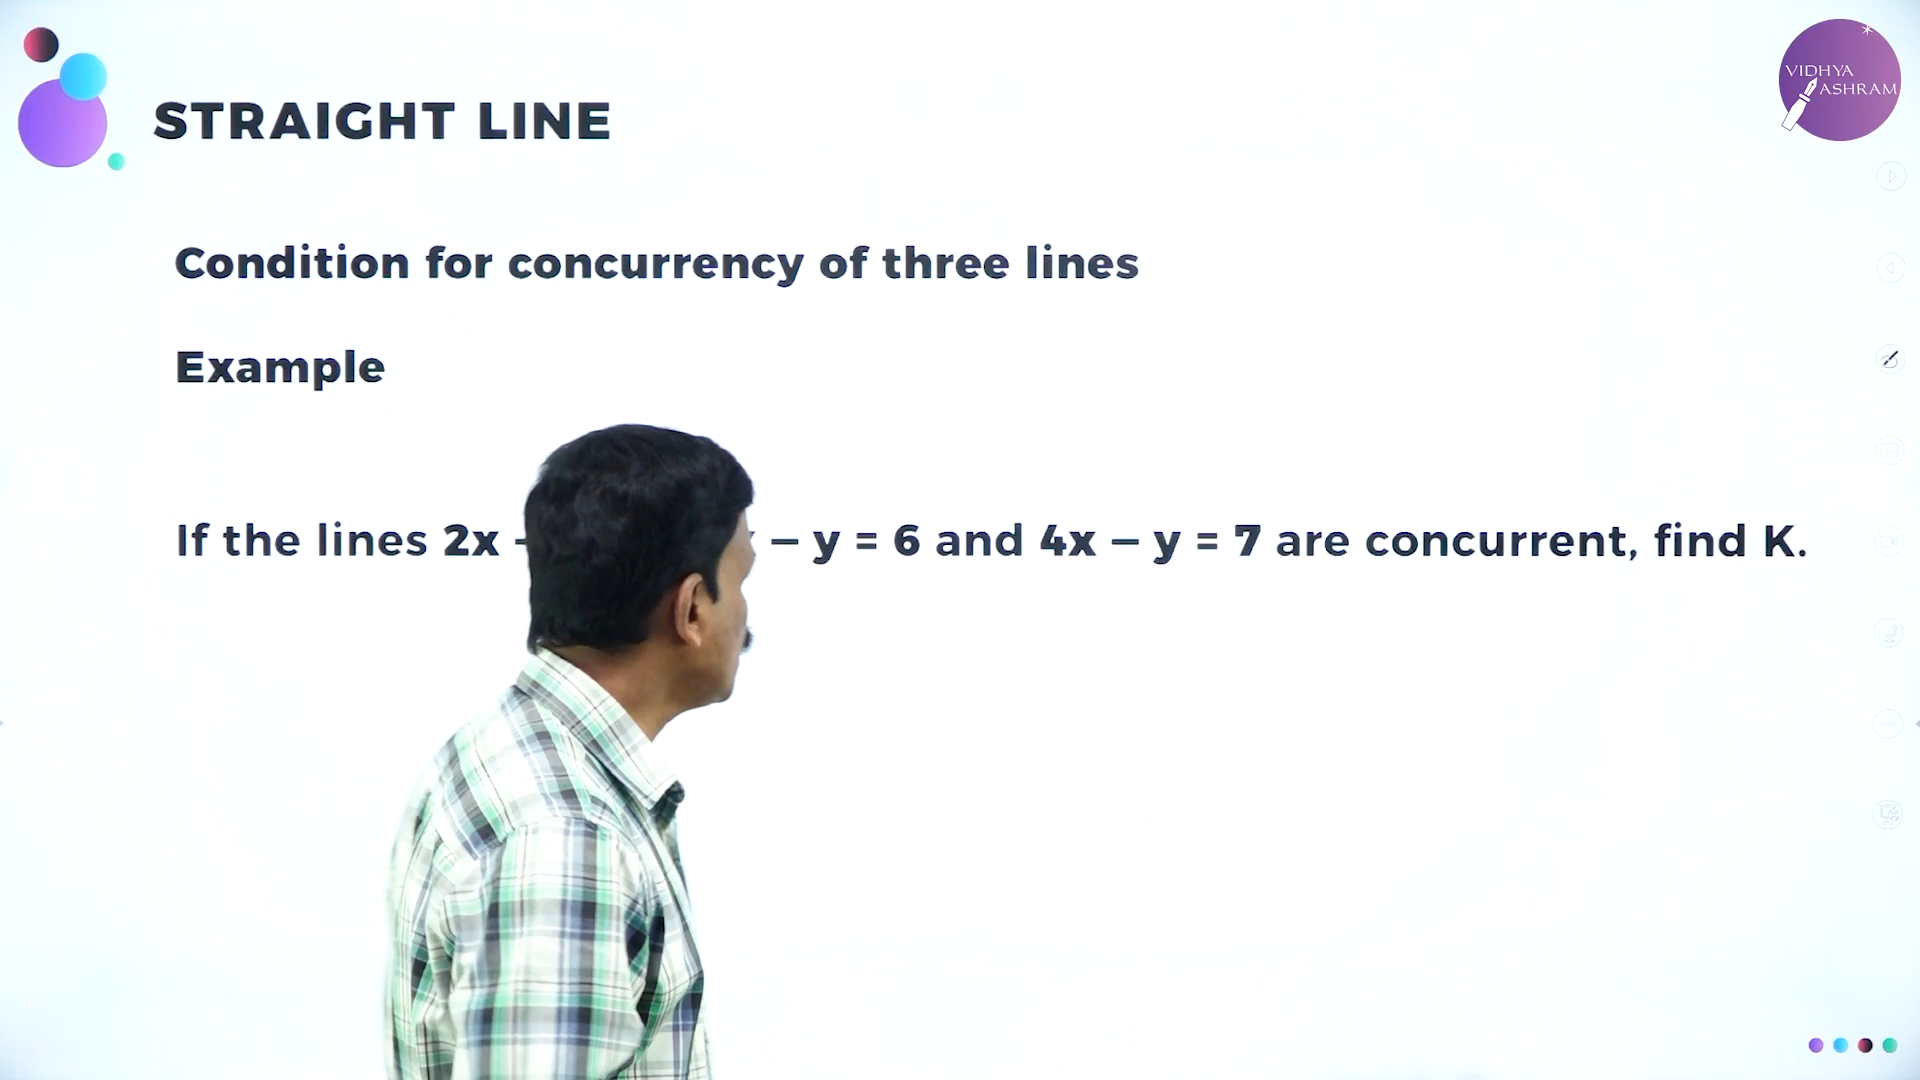 STRAIGHT LINE
VIDHYA
ASHRAM
Condition for concurrency of three lines
Example
If the lines 2x – y = 6 and 4x – y = 7 are concurrent, find K.